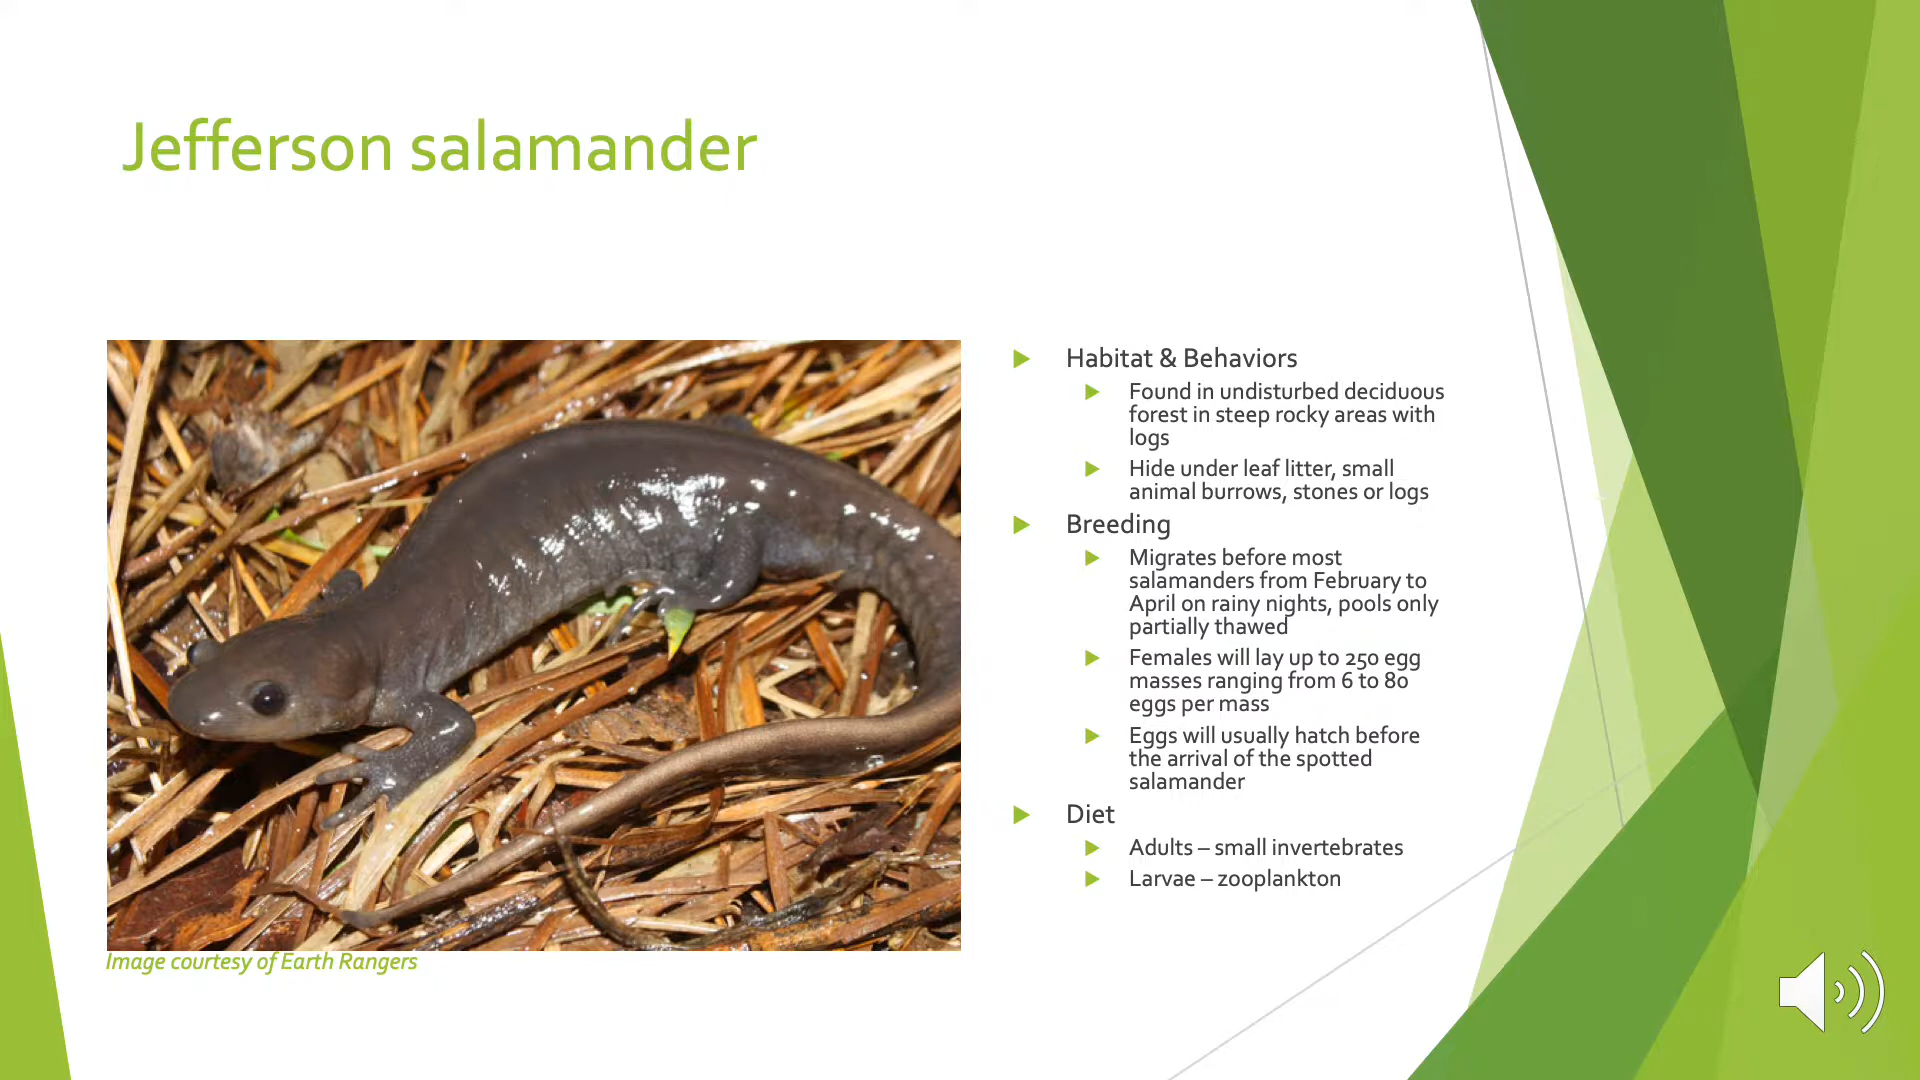 Jefferson salamander
Habitat & Behaviors
Found in undisturbed deciduous
forest in steep rocky areas with
logs
Hide under leaf litter, small
animal burrows, stones or logs
Breeding
Migrates before most
salamanders from February to
April on rainy nights, pools only
partially thawed
Females will lay up to 250 egg
masses ranging from 6 to 80
eggs per mass
Eggs will usually hatch before
the arrival of the spotted
salamander
Diet
Adults – small invertebrates
Larvae – zooplankton
Image courtesy of Earth Rangers